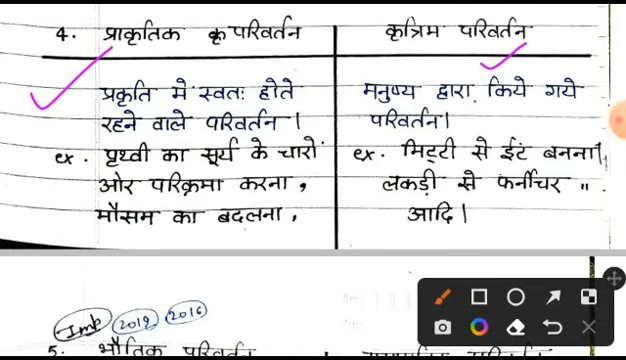 4. प्राकृतिक परिवर्तन कृत्रिम परिवर्तन
प्रकृति मे स्वतः होते मनुष्य द्वारा किये गये
रहने वाले परिवर्तन। परिवर्तन।
ex. पृथ्वी का सूर्य के चारों ex. मिट्टी से ईंट बनना,
ओर परिक्रमा करना, लकड़ी से फर्नीचर "
मौसम का बदलना, आदि।
Imp 2019 2016
5. भौतिक परिवर्तन